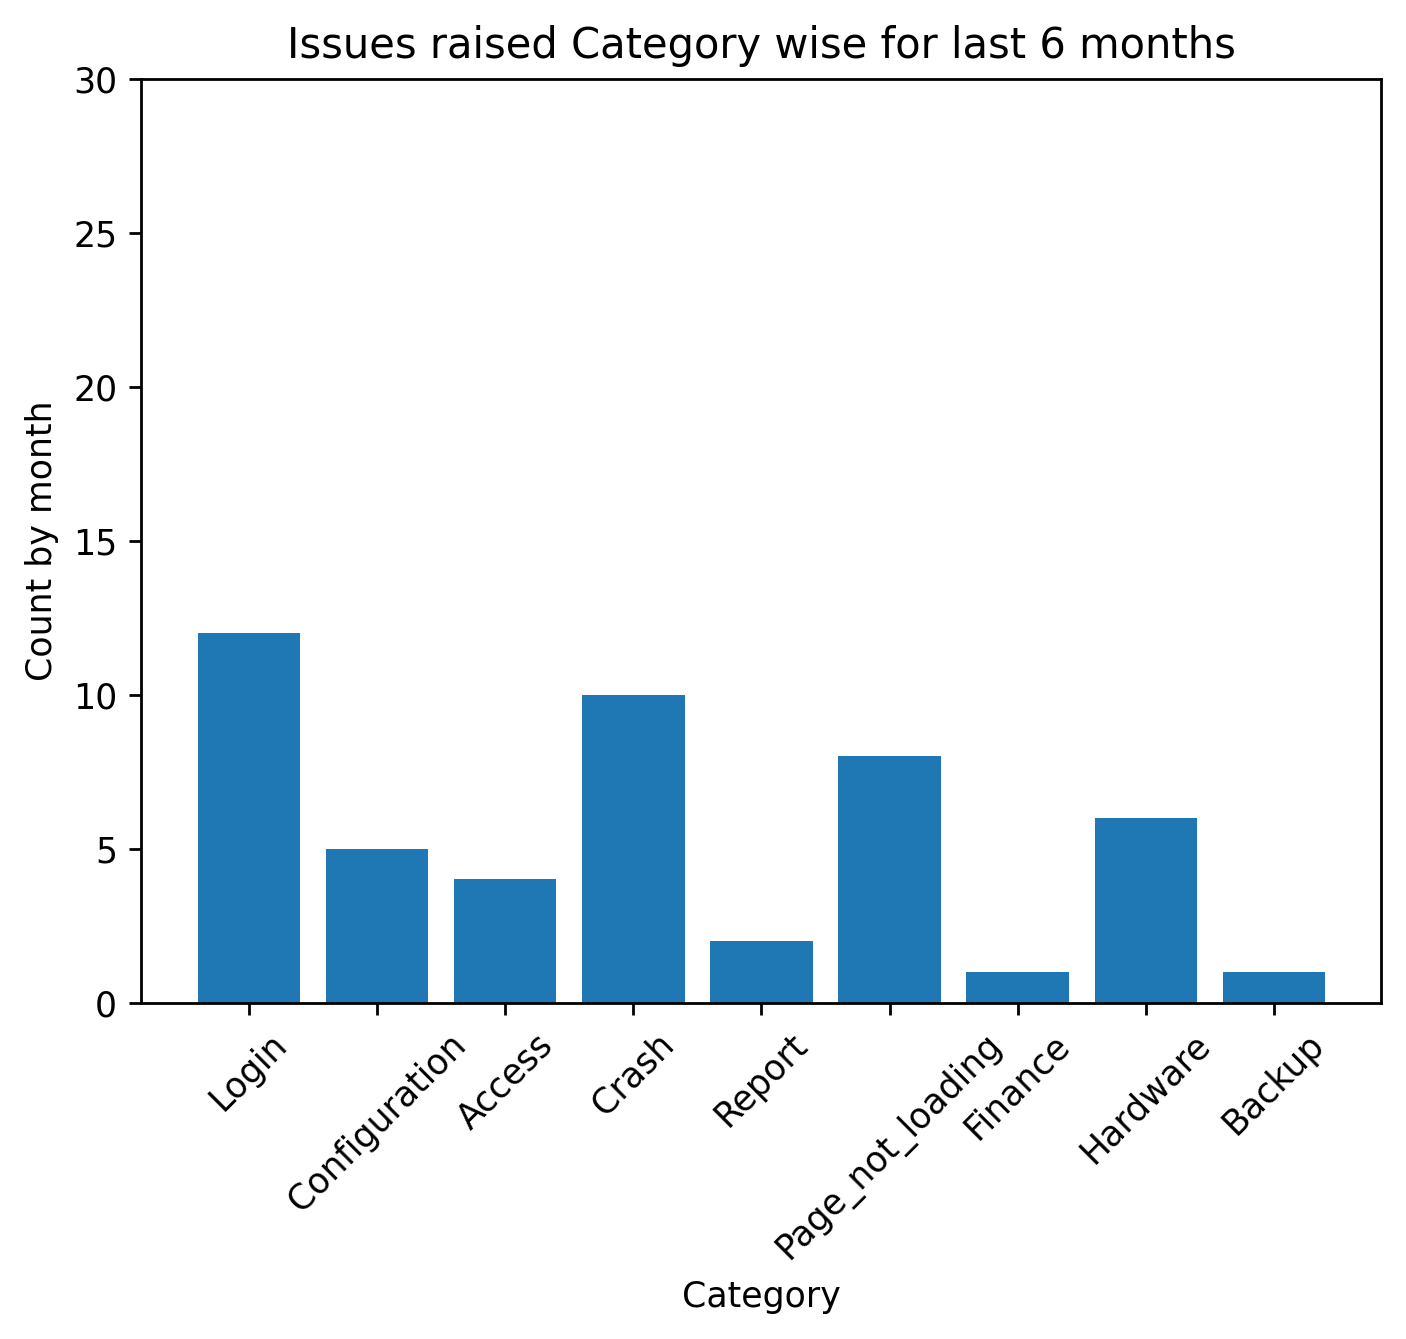 Issues raised Category wise for last 6 months
30
25
20
15
10
5
0
Count by month
Login
Configuration
Access
Crash
Report
Page_not_loading
Finance
Hardware
Backup
Category